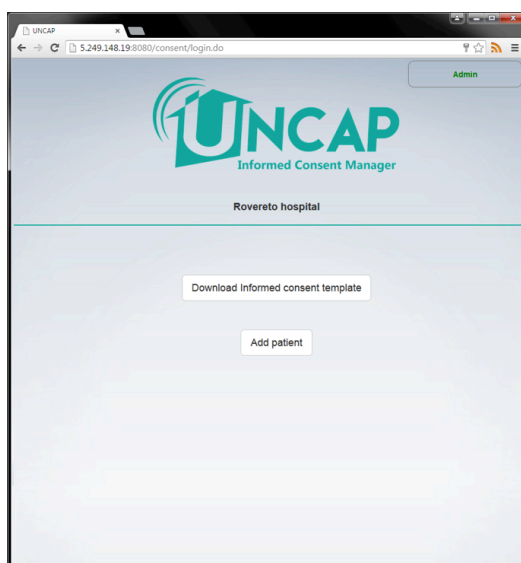 UNCAP
5.249.148.19:8080/consent/login.do
Admin
UNCAP
Informed Consent Manager
Rovereto hospital
Download Informed consent template
Add patient